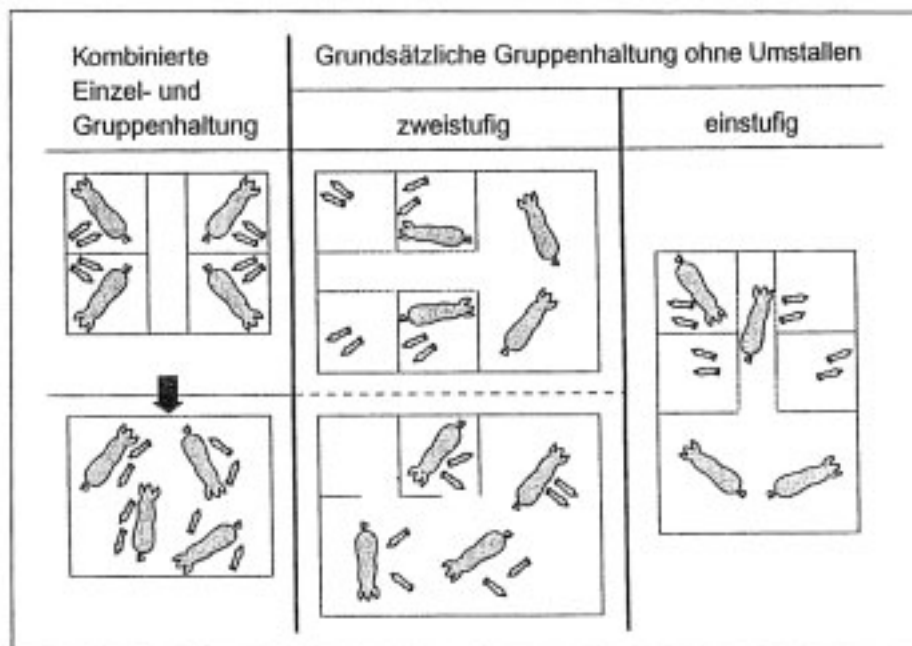 Kombinierte
Einzel- und
Gruppenhaltung
Grundsätzliche Gruppenhaltung ohne Umstallen
zweistufig
einstufig